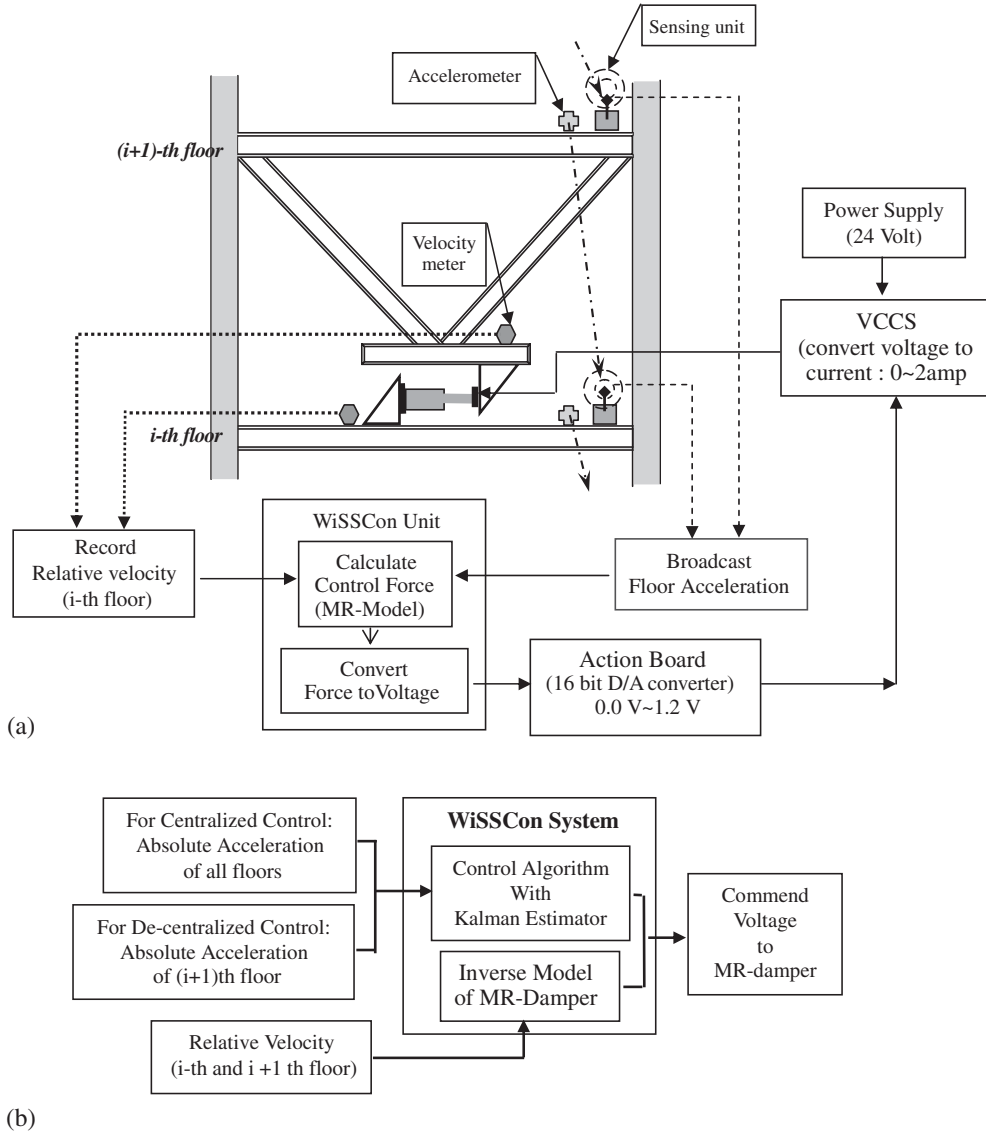 Sensing unit
Accelerometer
(i+1)-th floor
Velocity
meter
Power Supply
(24 Volt)
VCCS
(convert voltage to
current : 0~2amp
i-th floor
WiSSCon Unit
Record
Relative velocity
(i-th floor)
Calculate
Control Force
(MR-Model)
Broadcast
Floor Acceleration
Convert
Force toVoltage
Action Board
(16 bit D/A converter)
0.0 V~1.2 V
(a)
For Centralized Control:
Absolute Acceleration
of all floors
For De-centralized Control:
Absolute Acceleration
of (i+1)th floor
Relative Velocity
(i-th and i +1 th floor)
WiSSCon System
Control Algorithm
With
Kalman Estimator
Inverse Model
of MR-Damper
Commend
Voltage
to
MR-damper
(b)